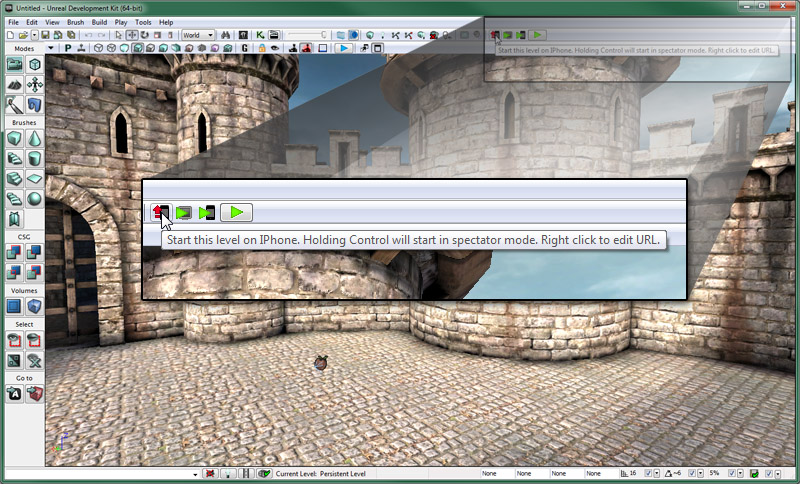 Untitled - Unreal Development Kit (64-bit)
File Edit View Brush Build Play Tools Help
World
Start this level on IPhone. Holding Control will start in spectator mode. Right click to edit URL.
Modes
P
G
Brushes
Start this level on IPhone. Holding Control will start in spectator mode. Right click to edit URL.
CSG
Volumes
Select
Go to
A
Current Level: Persistent Level
None None None None
16
~6
5%